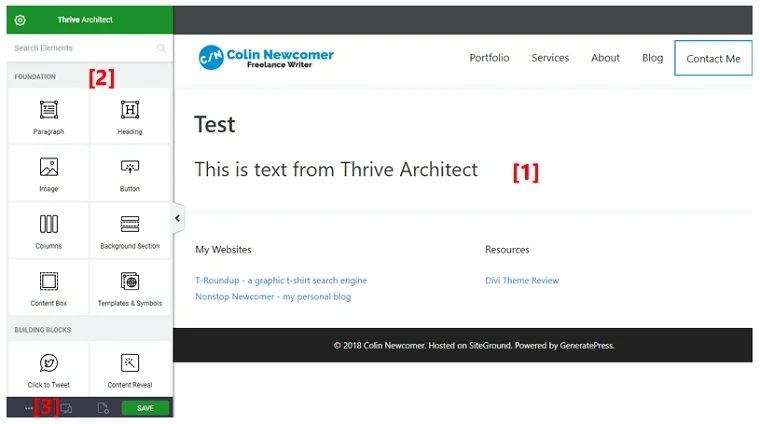 Thrive Architect
Search Elements
FOUNDATION
[2]
Paragraph
Heading
Image
Button
Columns
Background Section
Content Box
Templates & Symbols
BUILDING BLOCKS
Click to Tweet
Content Reveal
[3]
SAVE
C/N Colin Newcomer
Freelance Writer
Portfolio Services About Blog Contact Me
Test
This is text from Thrive Architect [1]
My Websites
T-Roundup - a graphic t-shirt search engine
Nonstop Newcomer - my personal blog
Resources
Divi Theme Review
© 2018 Colin Newcomer. Hosted on SiteGround. Powered by GeneratePress.